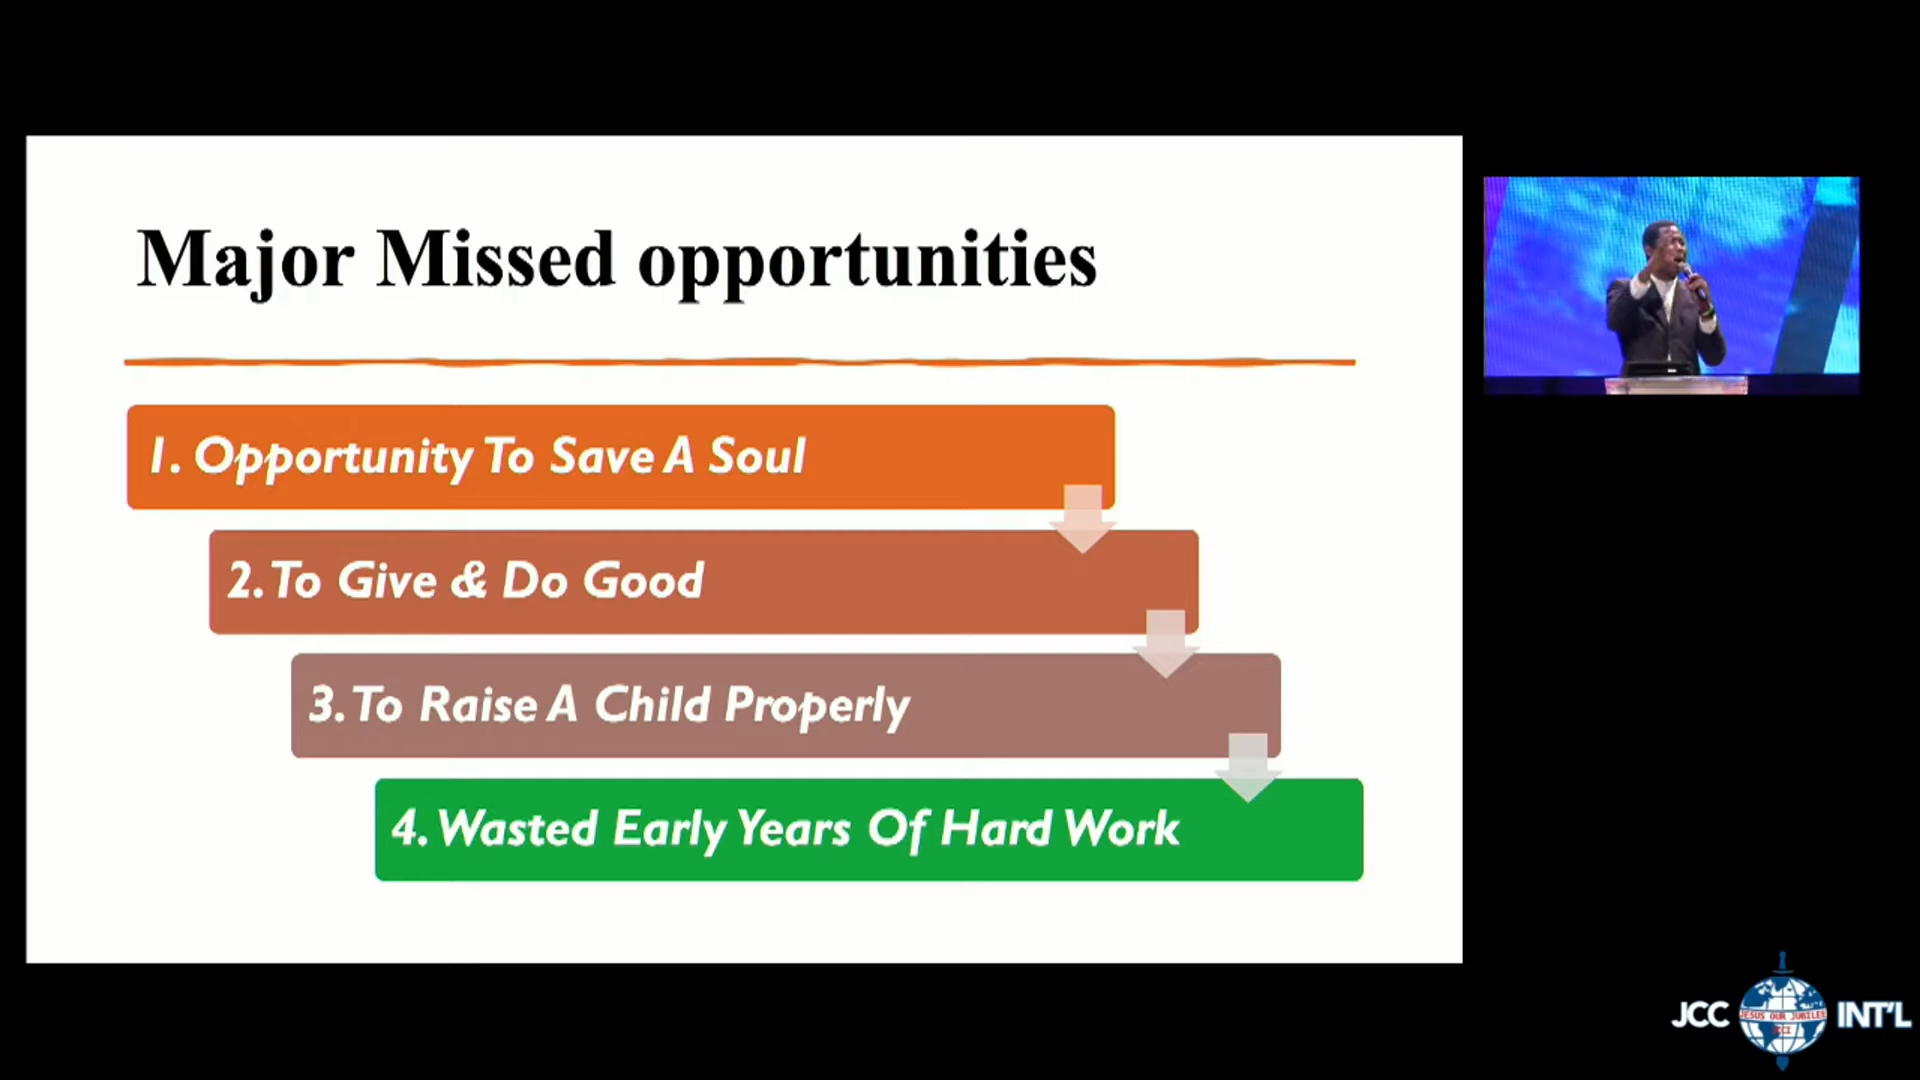 Major Missed opportunities
1. Opportunity To Save A Soul
2. To Give & Do Good
3. To Raise A Child Properly
4. Wasted Early Years Of Hard Work
JCC INT'L
JESUS OUR JUBILEE
JCI